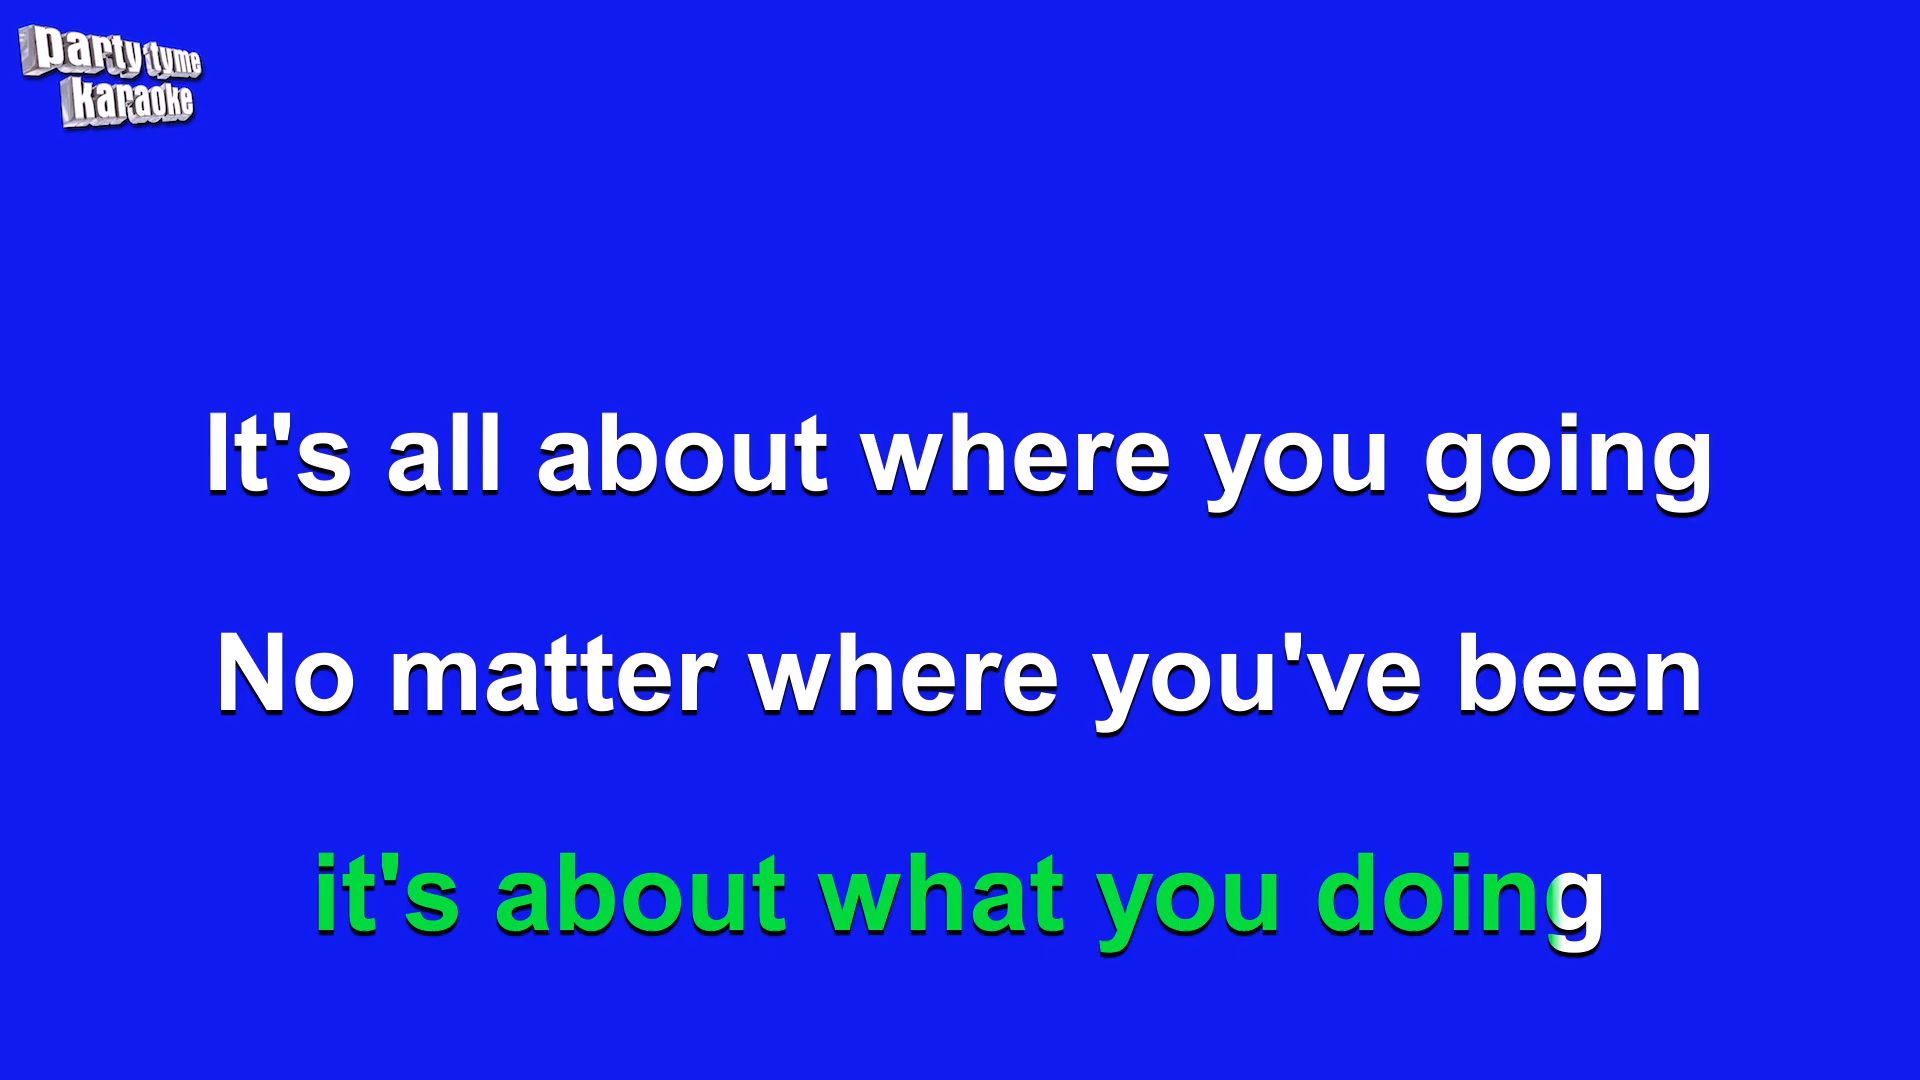 party tyme
karaoke
It's all about where you going
No matter where you've been
it's about what you doing